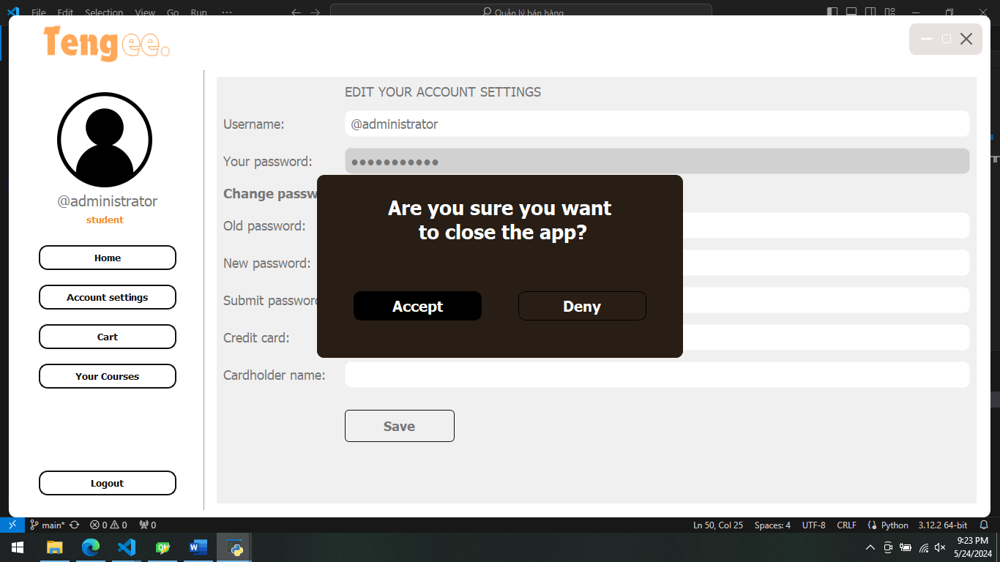 File Edit Selection View Go Run ...
Quản lý bán hàng
Tengee.
@administrator
student
Home
Account settings
Cart
Your Courses
Logout
EDIT YOUR ACCOUNT SETTINGS
Username:
@administrator
Your password:
Change passw
Old password:
New password:
Submit password
Credit card:
Cardholder name:
Save
Are you sure you want
to close the app?
Accept
Deny
main* 0 0 0
Ln 50, Col 25 Spaces: 4 UTF-8 CRLF Python 3.12.2 64-bit
9:23 PM
5/24/2024